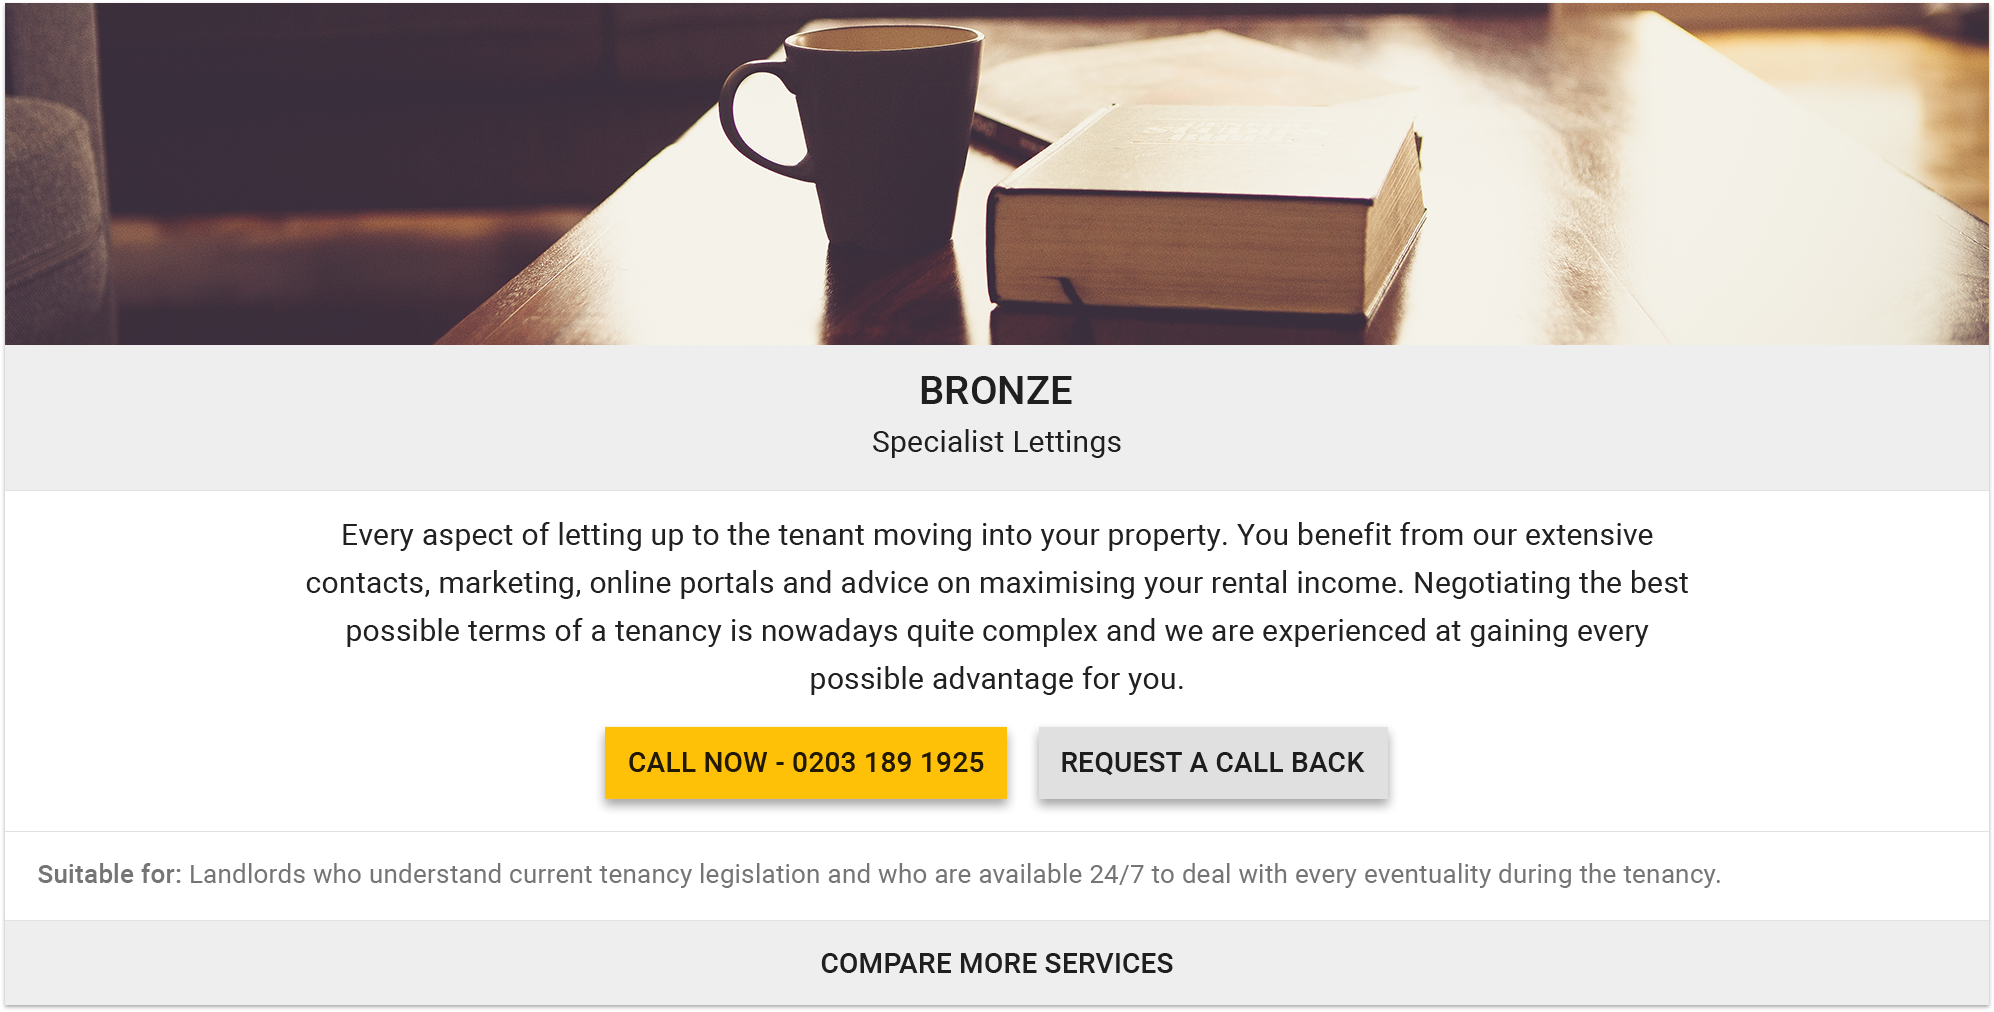 BRONZE
Specialist Lettings
Every aspect of letting up to the tenant moving into your property. You benefit from our extensive
contacts, marketing, online portals and advice on maximising your rental income. Negotiating the best
possible terms of a tenancy is nowadays quite complex and we are experienced at gaining every
possible advantage for you.
CALL NOW - 0203 189 1925
REQUEST A CALL BACK
Suitable for: Landlords who understand current tenancy legislation and who are available 24/7 to deal with every eventuality during the tenancy.
COMPARE MORE SERVICES